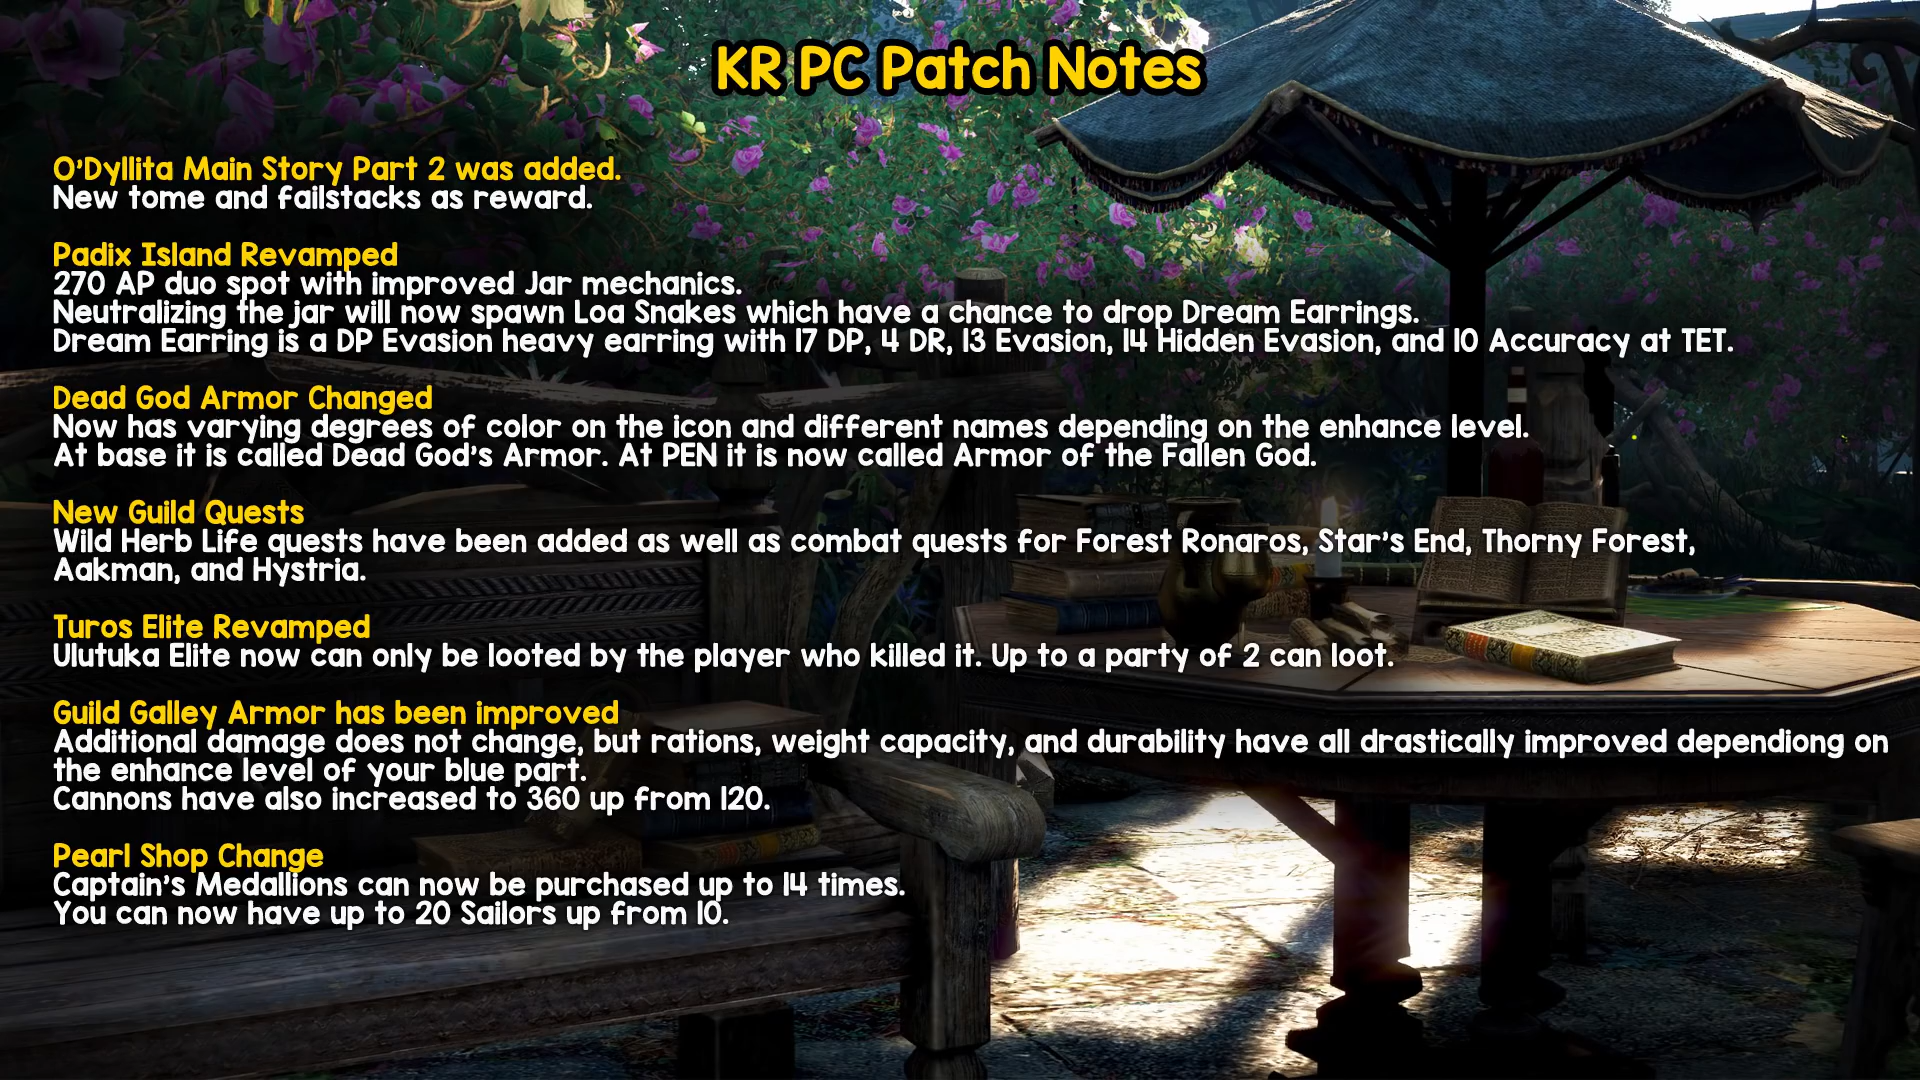 KR PC Patch Notes
O'Dyllita Main Story Part 2 was added.
New tome and failstacks as reward.
Padix Island Revamped
270 AP duo spot with improved Jar mechanics.
Neutralizing the jar will now spawn Loa Snakes which have a chance to drop Dream Earrings.
Dream Earring is a DP Evasion heavy earring with 17 DP, 4 DR, 13 Evasion, 14 Hidden Evasion, and 10 Accuracy at TET.
Dead God Armor Changed
Now has varying degrees of color on the icon and different names depending on the enhance level.
At base it is called Dead God's Armor. At PEN it is now called Armor of the Fallen God.
New Guild Quests
Wild Herb Life quests have been added as well as combat quests for Forest Ronaros, Star's End, Thorny Forest,
Aakman, and Hystria.
Turos Elite Revamped
Ulutuka Elite now can only be looted by the player who killed it. Up to a party of 2 can loot.
Guild Galley Armor has been improved
Additional damage does not change, but rations, weight capacity, and durability have all drastically improved dependiong on
the enhance level of your blue part.
Cannons have also increased to 360 up from 120.
Pearl Shop Change
Captain's Medallions can now be purchased up to 14 times.
You can now have up to 20 Sailors up from 10.